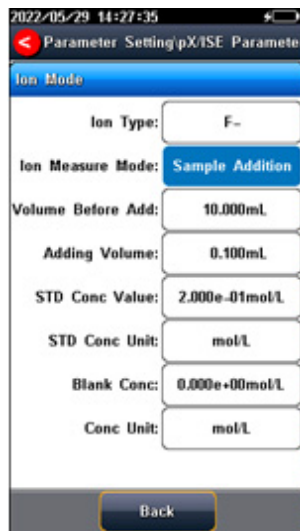 2022/05/29 14:27:35
Parameter Setting\pX/ISE Paramete
Ion Mode
Ion Type: F-
Ion Measure Mode: Sample Addition
Volume Before Add: 10.000mL
Adding Volume: 0.100mL
STD Conc Value: 2.000e-01mol/L
STD Conc Unit: mol/L
Blank Conc: 0.000e+00mol/L
Conc Unit: mol/L
Back